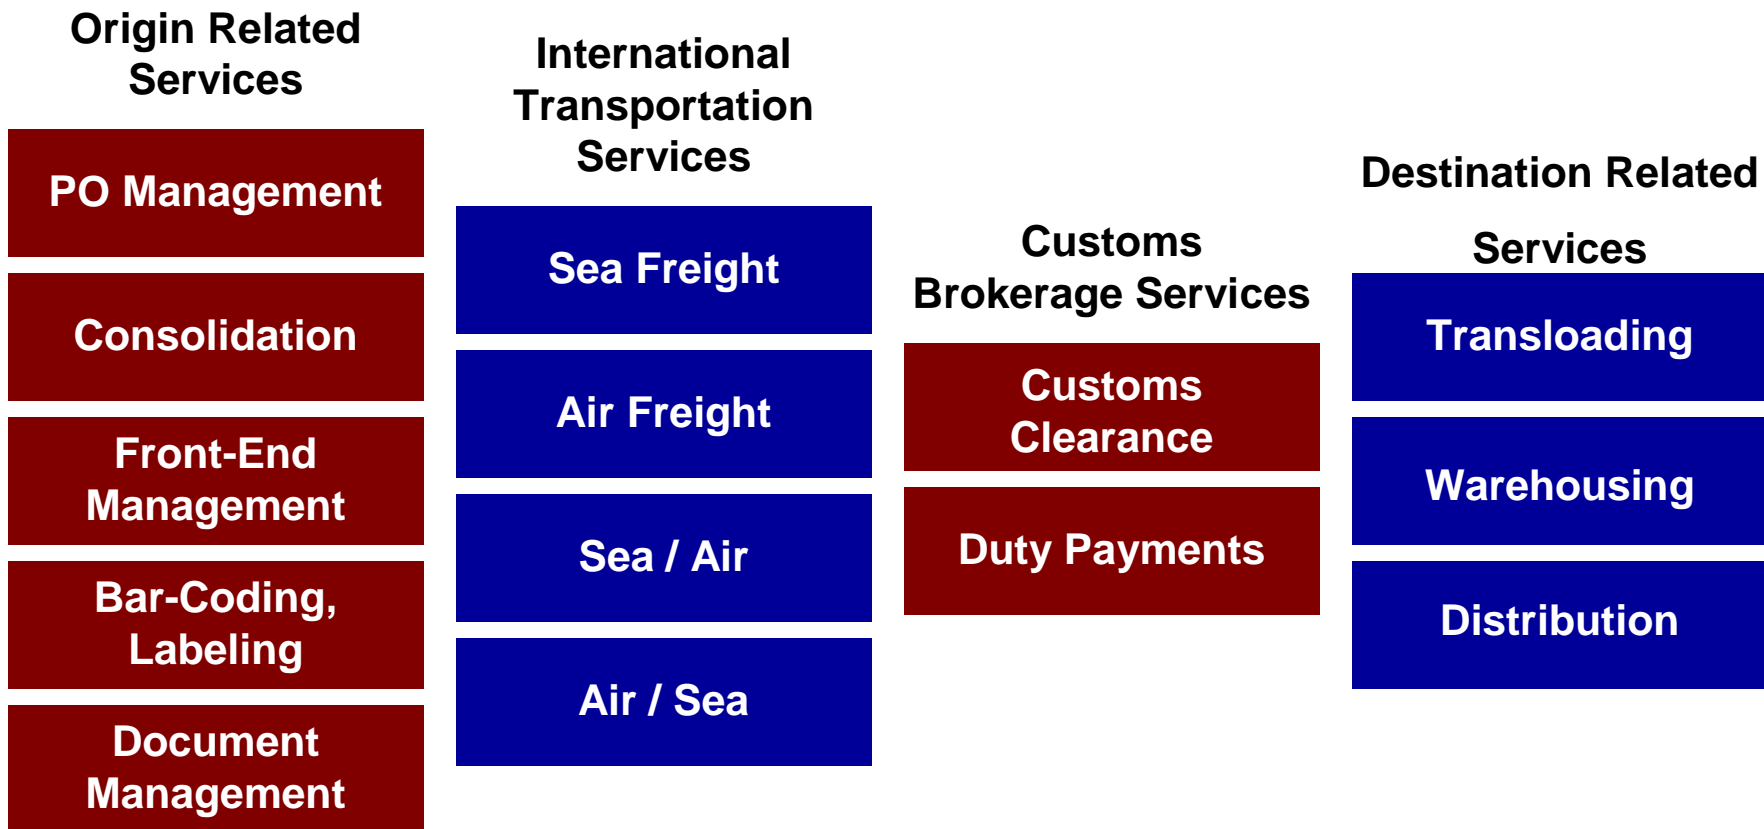 Origin Related
Services
PO Management
Consolidation
Front-End
Management
Bar-Coding,
Labeling
Document
Management
International
Transportation
Services
Sea Freight
Air Freight
Sea / Air
Air / Sea
Customs
Brokerage Services
Customs
Clearance
Duty Payments
Destination Related
Services
Transloading
Warehousing
Distribution